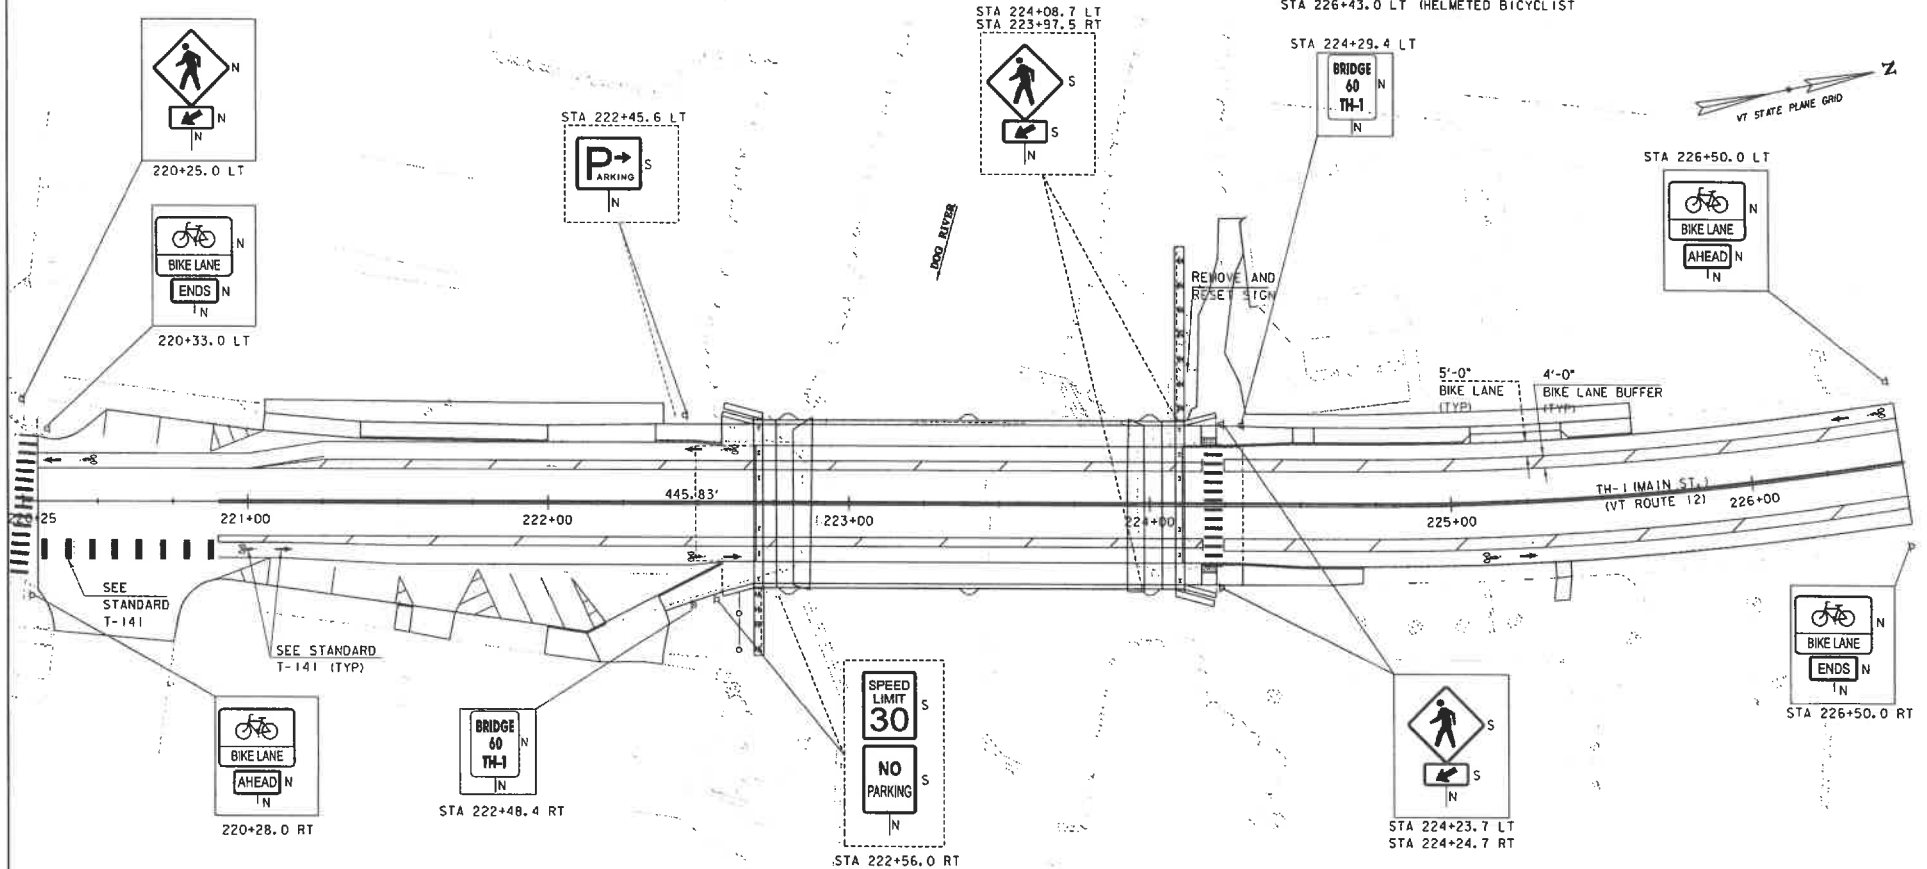 STA 224+08.7 LT
STA 223+97.5 RT
STA 226+43.0 LT (HELMETED BICYCLIST
N
N
N
220+25.0 LT
STA 222+45.6 LT
P
ARKING
S
N
S
S
N
STA 224+29.4 LT
BRIDGE
60
TH-1
N
N
Z
VT STATE PLANE GRID
STA 226+50.0 LT
BIKE LANE
N
AHEAD N
N
BIKE LANE
N
ENDS N
N
220+33.0 LT
DOG RIVER
REMOVE AND
RESET SIGN
5'-0"
BIKE LANE
(TYP)
4'-0"
BIKE LANE BUFFER
(TYP)
445.83'
TH-1 (MAIN ST.)
(VT ROUTE 12)
221+00
222+00
223+00
224+00
225+00
226+00
SEE
STANDARD
T-141
SEE STANDARD
T-141 (TYP)
BIKE LANE
N
AHEAD N
N
220+28.0 RT
BRIDGE
60
TH-1
N
N
STA 222+48.4 RT
SPEED
LIMIT
30
S
NO
PARKING
S
N
STA 222+56.0 RT
S
S
N
STA 224+23.7 LT
STA 224+24.7 RT
BIKE LANE
N
ENDS N
N
STA 226+50.0 RT